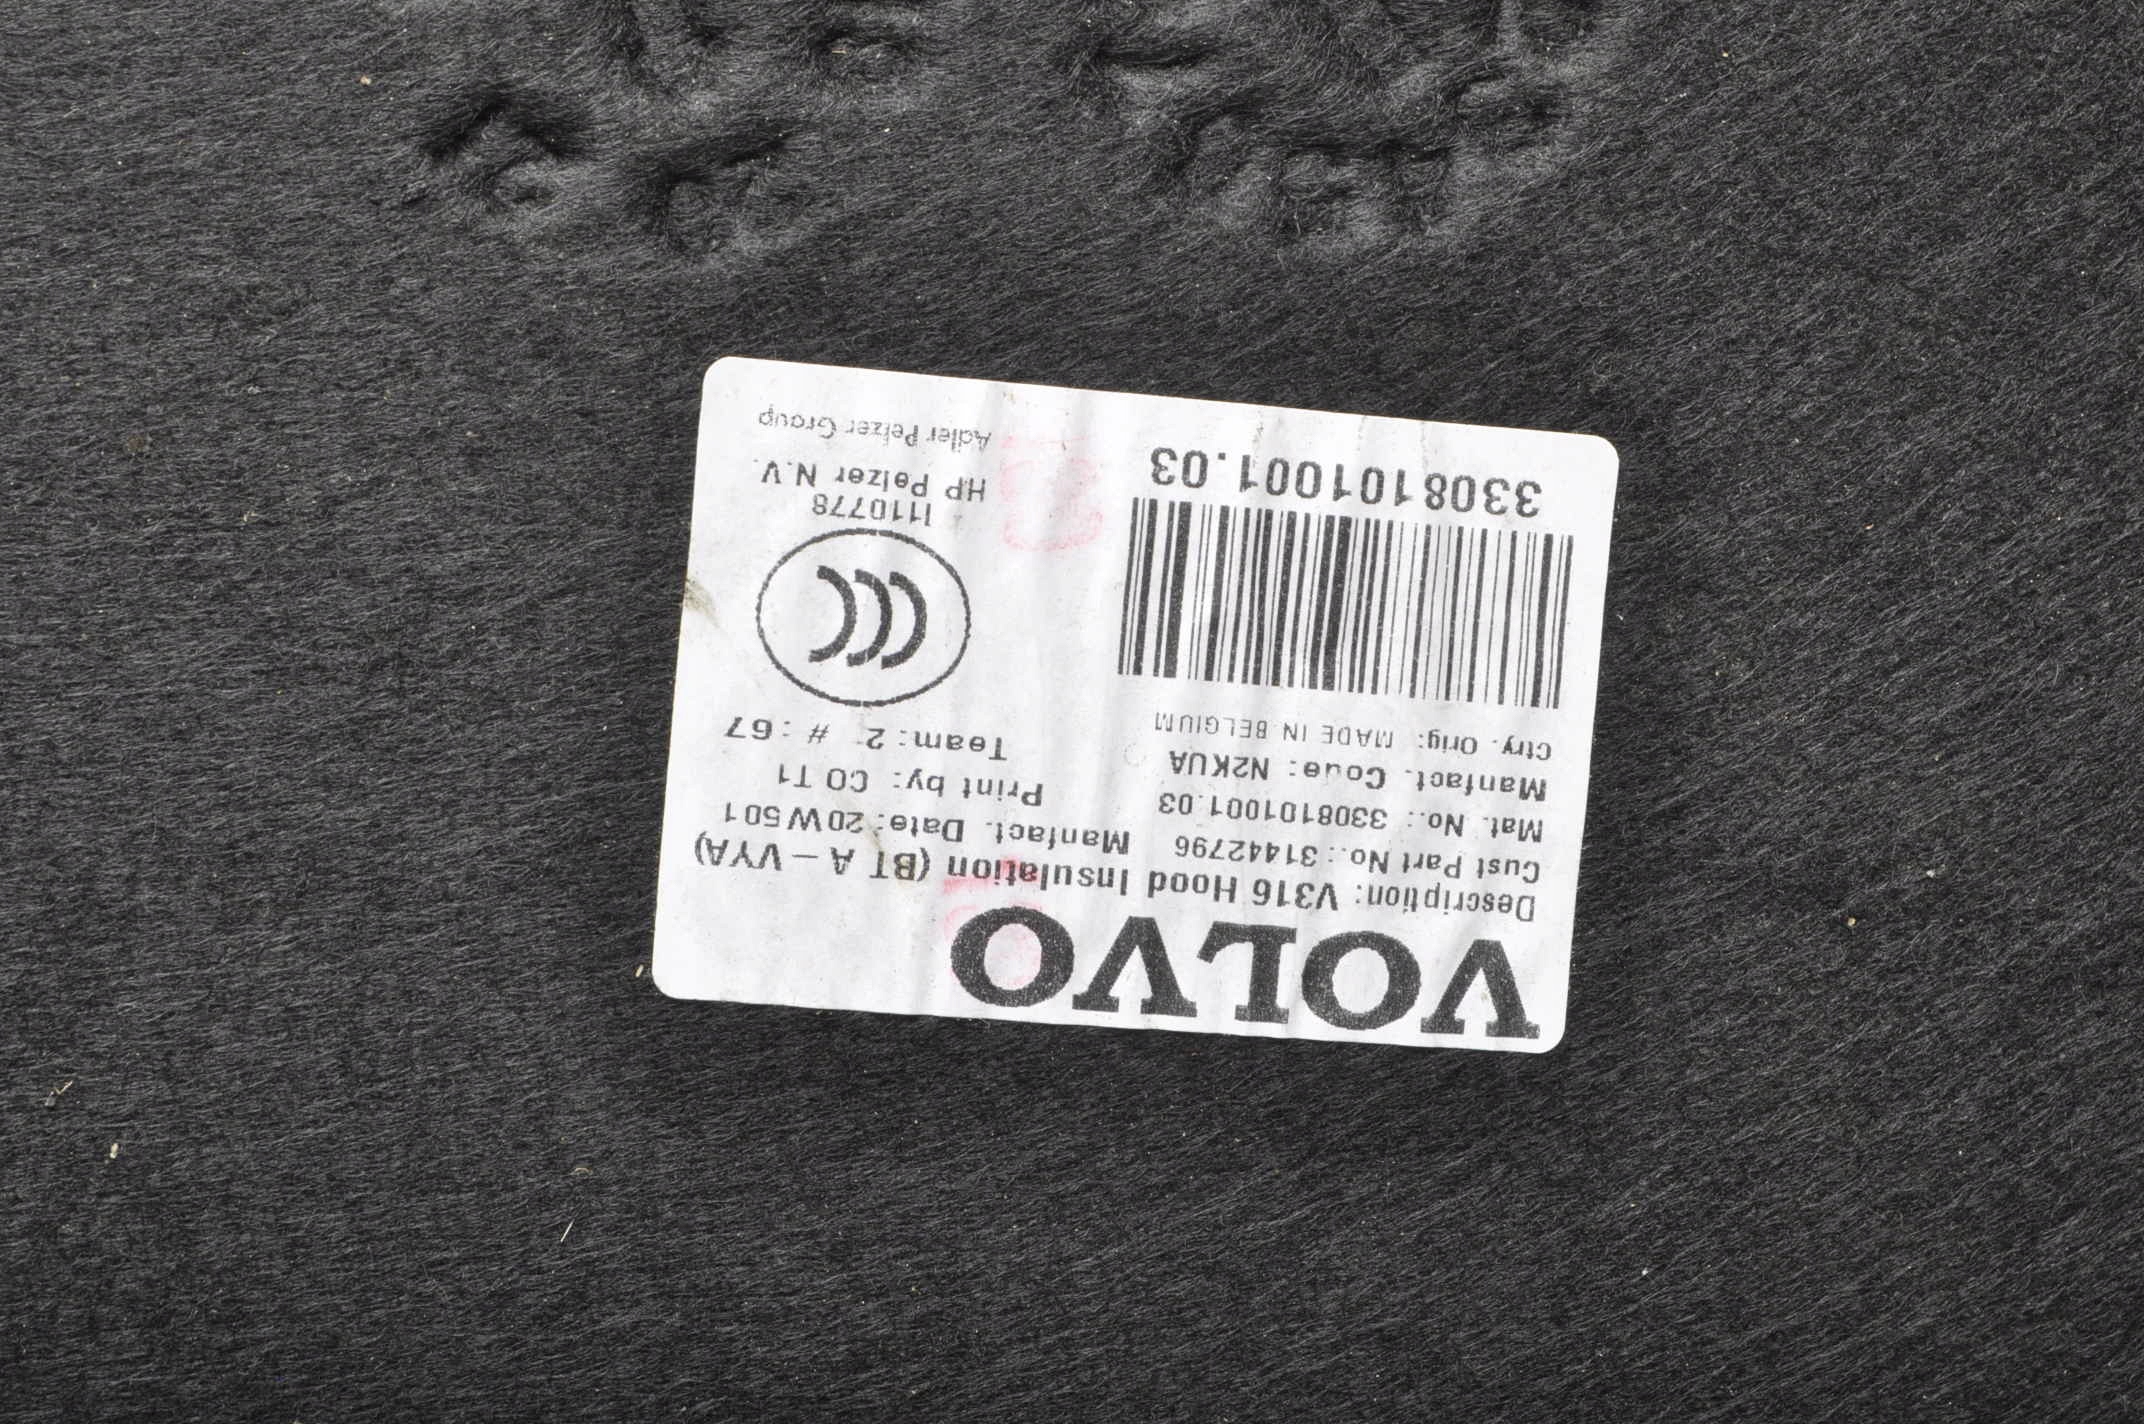 VOLVO
Description: V316 Hood Insulation (BT A - VYA)
Cust Part No.: 31442796 Manfact. Date: 20W501
Mat. No.: 3308101001.03 Print by: CO T1
Manfact. Code: N2KUA Team: 2 #: 67
Ctry. Orig: MADE IN BELGIUM
CCC
1110778
3308101001.03
HP Pelzer N.V.
Adler Pelzer Group